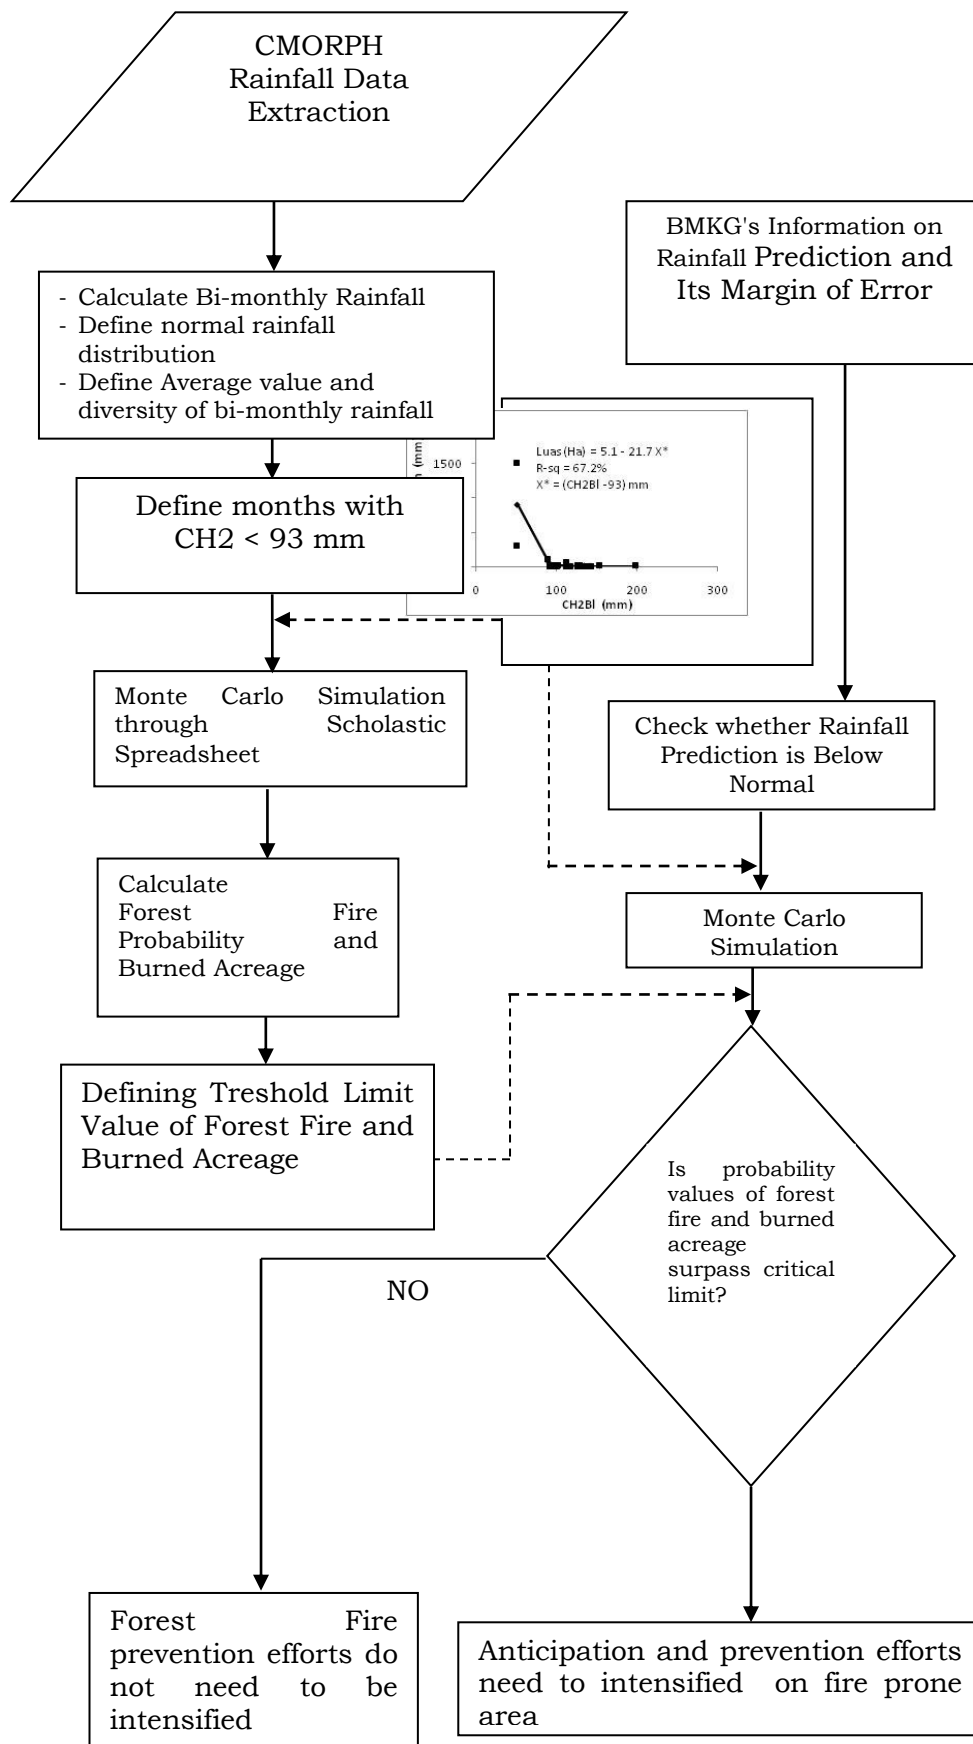 CMORPH
Rainfall Data
Extraction
BMKG's Information on
Rainfall Prediction and
Its Margin of Error
- Calculate Bi-monthly Rainfall
- Define normal rainfall
distribution
- Define Average value and
diversity of bi-monthly rainfall
Luas(Ha) = 5.1 - 21.7 X*
R-sq = 67.2%
X* = (CH2Bl -93) mm
(mm
1500
0
100
200
300
CH2Bl (mm)
Define months with
CH2 < 93 mm
Monte Carlo Simulation
through Scholastic
Spreadsheet
Check whether Rainfall
Prediction is Below
Normal
Calculate
Forest Fire
Probability and
Burned Acreage
Monte Carlo
Simulation
Defining Treshold Limit
Value of Forest Fire and
Burned Acreage
Is probability
values of forest
fire and burned
acreage
surpass critical
limit?
NO
Forest Fire
prevention efforts do
not need to be
intensified
Anticipation and prevention efforts
need to intensified on fire prone
area